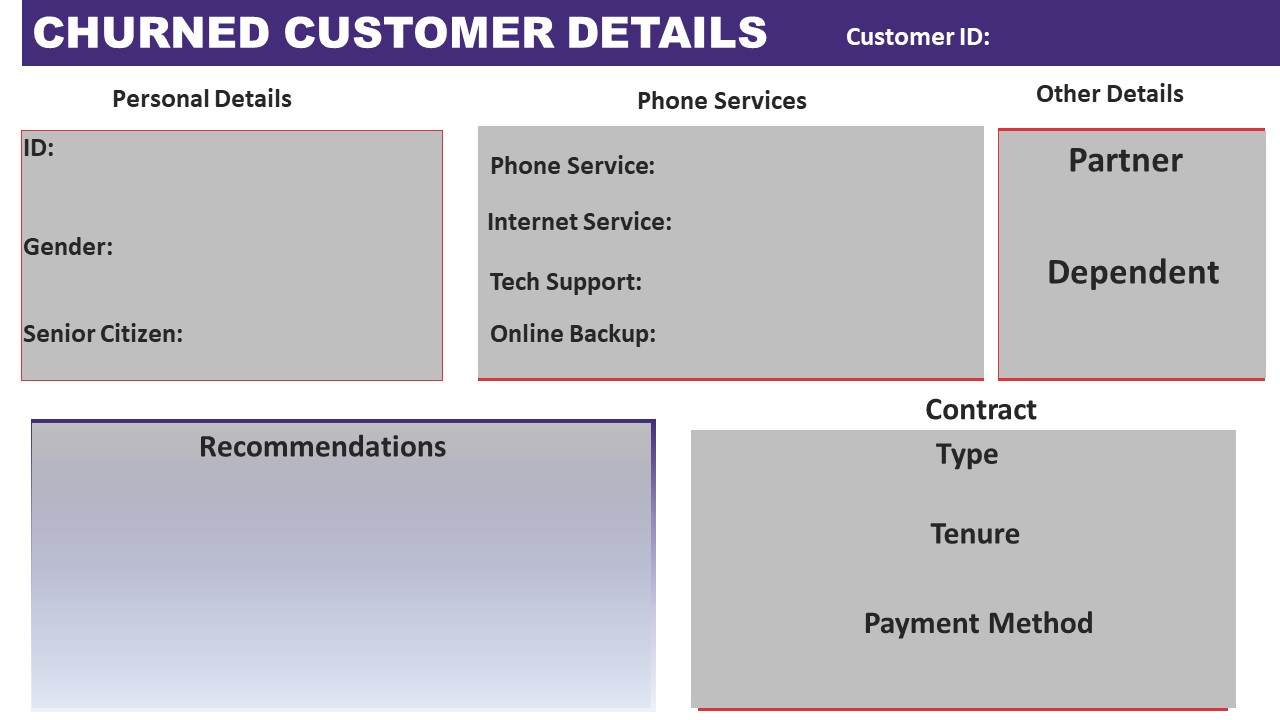 CHURNED CUSTOMER DETAILS
Customer ID:
Personal Details
ID:
Gender:
Senior Citizen:
Phone Services
Phone Service:
Internet Service:
Tech Support:
Online Backup:
Other Details
Partner
Dependent
Recommendations
Contract
Type
Tenure
Payment Method